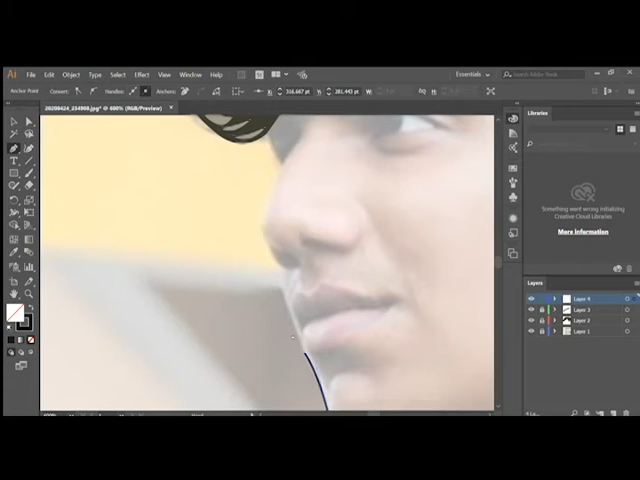 Ai File Edit Object Type Select Effect View Window Help
Essentials
Search Adobe Stock
Anchor Point Convert: Handles: Anchors: X: 318.667 pt Y: 381.443 pt W: H:
20200424_234908.jpg* @ 600% (RGB/Preview)
Libraries
Something went wrong initializing
Creative Cloud Libraries
More Information
Layers
Layer 4
Layer 3
Layer 2
Layer 1